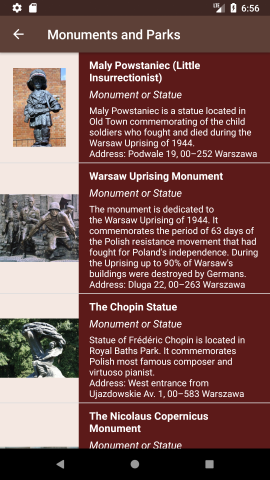 6:56
Monuments and Parks
Maly Powstaniec (Little
Insurrectionist)
Monument or Statue
Maly Powstaniec is a statue located in
Old Town commemorating of the child
soldiers who fought and died during the
Warsaw Uprising of 1944.
Address: Podwale 19, 00–252 Warszawa
Warsaw Uprising Monument
Monument or Statue
The monument is dedicated to
the Warsaw Uprising of 1944. It
commemorates the period of 63 days of
the Polish resistance movement that had
fought for Poland's independence. During
the Uprising up to 90% of Warsaw's
buildings were destroyed by Germans.
Address: Dluga 22, 00–263 Warszawa
The Chopin Statue
Monument or Statue
Statue of Frédéric Chopin is located in
Royal Baths Park. It commemorates
Polish most famous composer and
virtuoso pianist.
Address: West entrance from
Ujazdowskie Av. 1, 00–583 Warszawa
The Nicolaus Copernicus
Monument
Monument or Statue